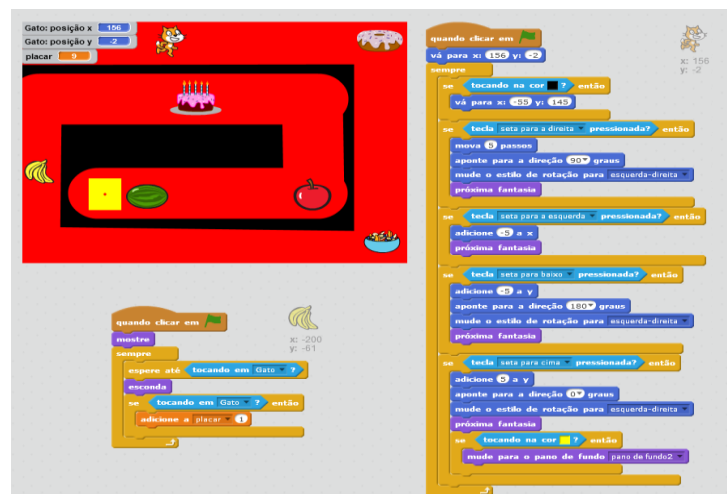 Gato: posição x 156
Gato: posição y -2
placar 9
quando clicar em
mostre
sempre
espere até tocando em Gato ?
esconda
se tocando em Gato ? então
adicione a placar 1
x: -200
y: -61
quando clicar em
vá para x: 156 y: -2
sempre
se tocando na cor ? então
vá para x: -55 y: 145
se tecla seta para a direita pressionada? então
mova 5 passos
aponte para a direção 90 graus
mude o estilo de rotação para esquerda-direita
próxima fantasia
se tecla seta para a esquerda pressionada? então
adicione -5 a x
próxima fantasia
se tecla seta para baixo pressionada? então
adicione -5 a y
aponte para a direção 180 graus
mude o estilo de rotação para esquerda-direita
próxima fantasia
se tecla seta para cima pressionada? então
adicione 5 a y
aponte para a direção 0 graus
mude o estilo de rotação para esquerda-direita
próxima fantasia
se tocando na cor ? então
mude para o pano de fundo pano de fundo2
x: 156
y: -2